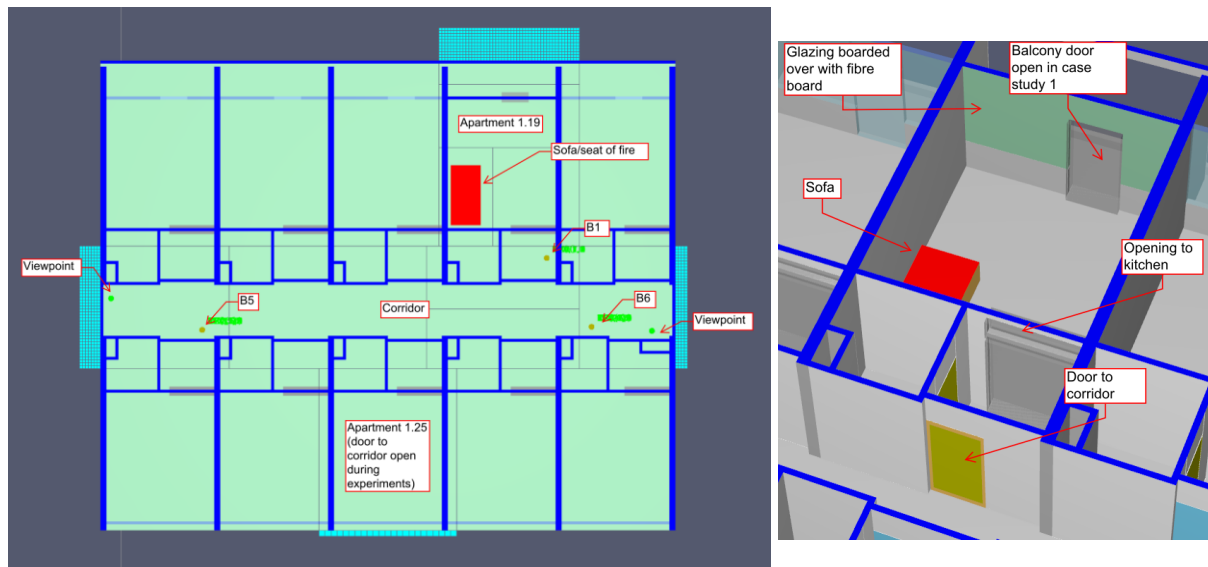 Apartment 1.19
Sofa/seat of fire
B1
Viewpoint
B5
Corridor
B6
Viewpoint
Apartment 1.25
(door to
corridor open
during
experiments)
Glazing boarded
over with fibre
board
Balcony door
open in case
study 1
Sofa
Opening to
kitchen
Door to
corridor